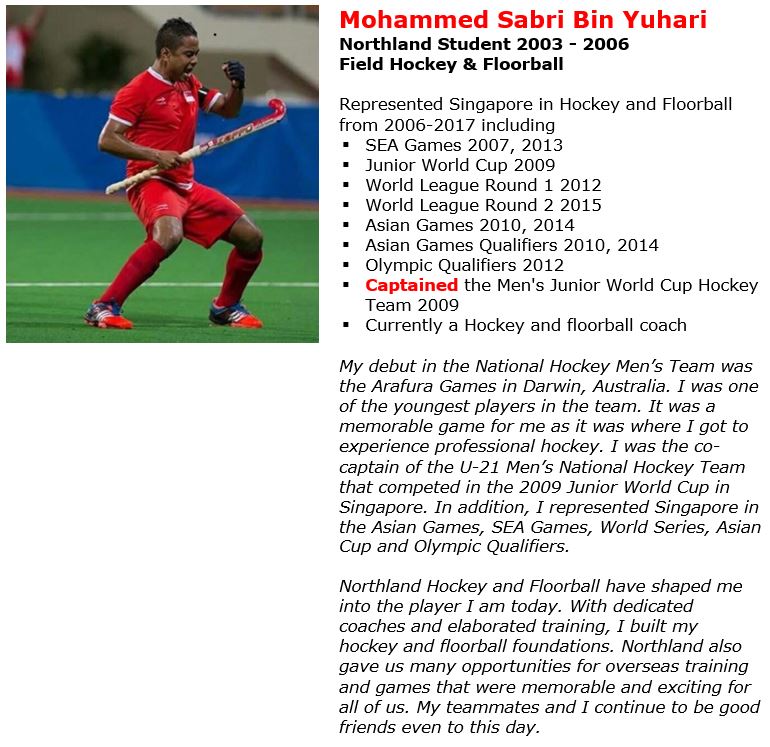 Mohammed Sabri Bin Yuhari
Northland Student 2003 - 2006
Field Hockey & Floorball
Represented Singapore in Hockey and Floorball
from 2006-2017 including
▪ SEA Games 2007, 2013
▪ Junior World Cup 2009
▪ World League Round 1 2012
▪ World League Round 2 2015
▪ Asian Games 2010, 2014
▪ Asian Games Qualifiers 2010, 2014
▪ Olympic Qualifiers 2012
▪ Captained the Men's Junior World Cup Hockey
Team 2009
▪ Currently a Hockey and floorball coach
My debut in the National Hockey Men’s Team was
the Arafura Games in Darwin, Australia. I was one
of the youngest players in the team. It was a
memorable game for me as it was where I got to
experience professional hockey. I was the co-
captain of the U-21 Men’s National Hockey Team
that competed in the 2009 Junior World Cup in
Singapore. In addition, I represented Singapore in
the Asian Games, SEA Games, World Series, Asian
Cup and Olympic Qualifiers.
Northland Hockey and Floorball have shaped me
into the player I am today. With dedicated
coaches and elaborated training, I built my
hockey and floorball foundations. Northland also
gave us many opportunities for overseas training
and games that were memorable and exciting for
all of us. My teammates and I continue to be good
friends even to this day.